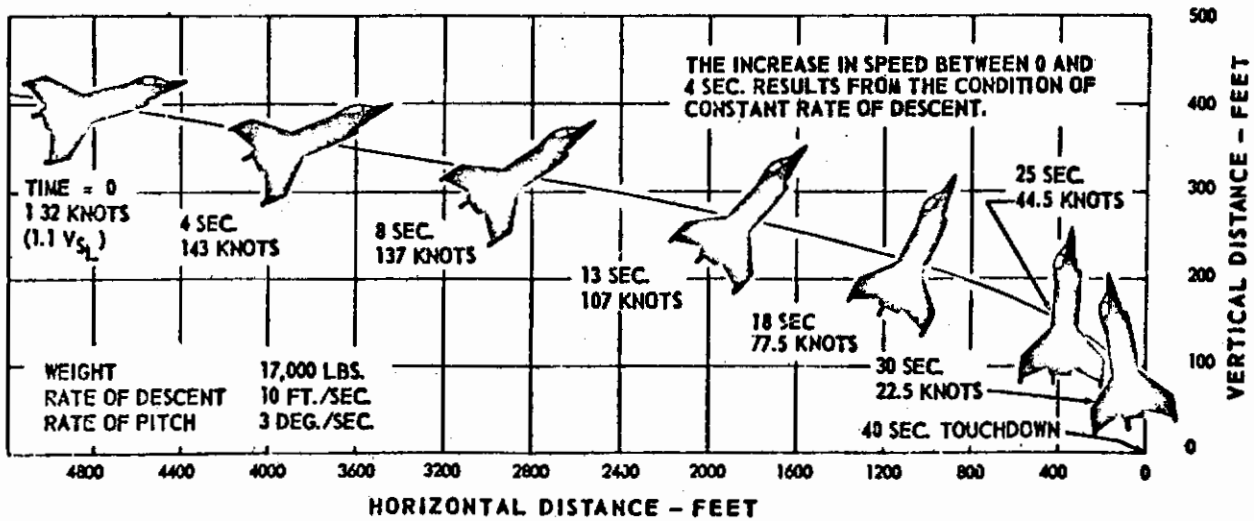 500
THE INCREASE IN SPEED BETWEEN 0 AND
4 SEC. RESULTS FROM THE CONDITION OF
CONSTANT RATE OF DESCENT.
400
TIME = 0
132 KNOTS
(1.1 VSL)
4 SEC.
143 KNOTS
8 SEC.
137 KNOTS
13 SEC.
107 KNOTS
18 SEC
77.5 KNOTS
25 SEC.
44.5 KNOTS
300
200
30 SEC.
22.5 KNOTS
100
40 SEC. TOUCHDOWN
0
VERTICAL DISTANCE – FEET
WEIGHT 17,000 LBS.
RATE OF DESCENT 10 FT./SEC.
RATE OF PITCH 3 DEG./SEC.
4800 4400 4000 3600 3200 2800 2400 2000 1600 1200 800 400 0
HORIZONTAL DISTANCE – FEET